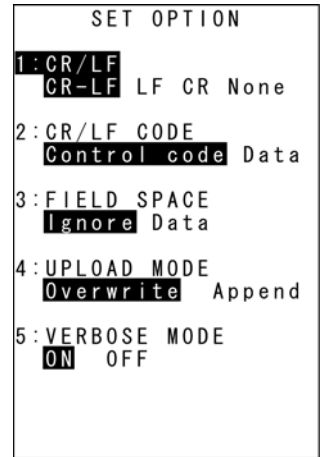 SET OPTION
1:CR/LF
CR-LF LF CR None
2:CR/LF CODE
Control code Data
3:FIELD SPACE
Ignore Data
4:UPLOAD MODE
Overwrite Append
5:VERBOSE MODE
ON OFF